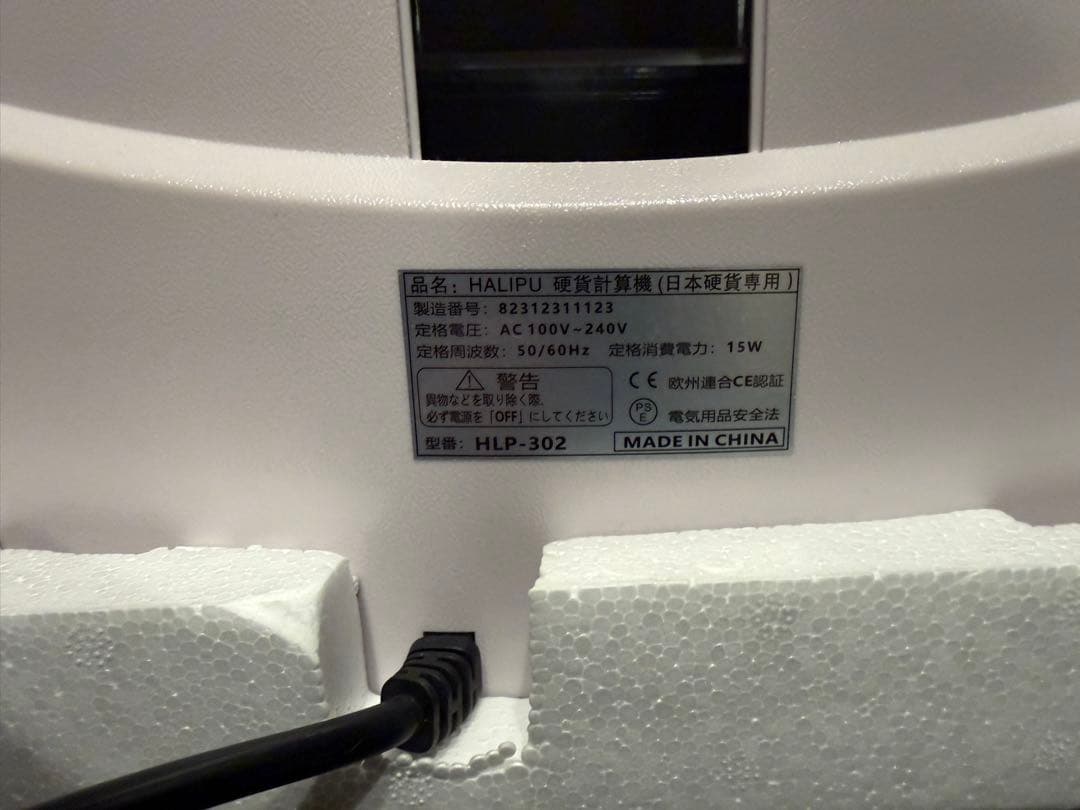 品名: HALIPU 硬貨計算機(日本硬貨専用)
製造番号: 82312311123
定格電圧: AC 100V~240V
定格周波数: 50/60Hz 定格消費電力: 15W
⚠ 警告
異物などを取り除く際、
必ず電源を「OFF」にしてください
CE 欧州連合CE認証
PSE 電気用品安全法
型番: HLP-302
MADE IN CHINA